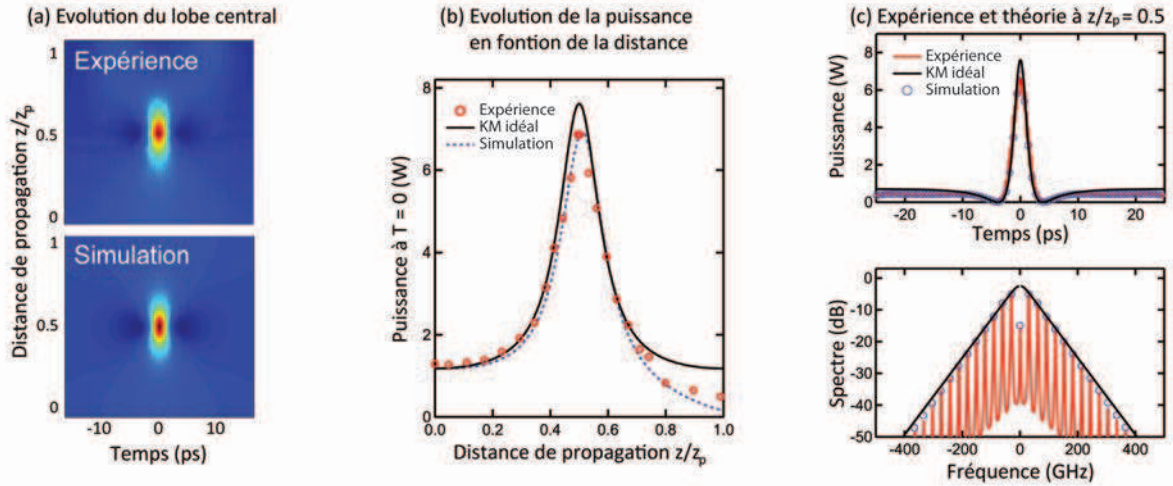 (a) Evolution du lobe central
Expérience
Simulation
Distance de propagation z/zp
1
0.5
0
1
0.5
0
-10 0 10
Temps (ps)
(b) Evolution de la puissance
en fontion de la distance
Expérience
KM idéal
Simulation
Puissance à T = 0 (W)
8
6
4
2
0
0.0 0.2 0.4 0.6 0.8 1.0
Distance de propagation z/zp
(c) Expérience et théorie à z/zp = 0.5
Expérience
KM idéal
Simulation
Puissance (W)
8
6
4
2
0
-20 -10 0 10 20
Temps (ps)
Spectre (dB)
0
-10
-20
-30
-40
-50
-400 -200 0 200 400
Fréquence (GHz)